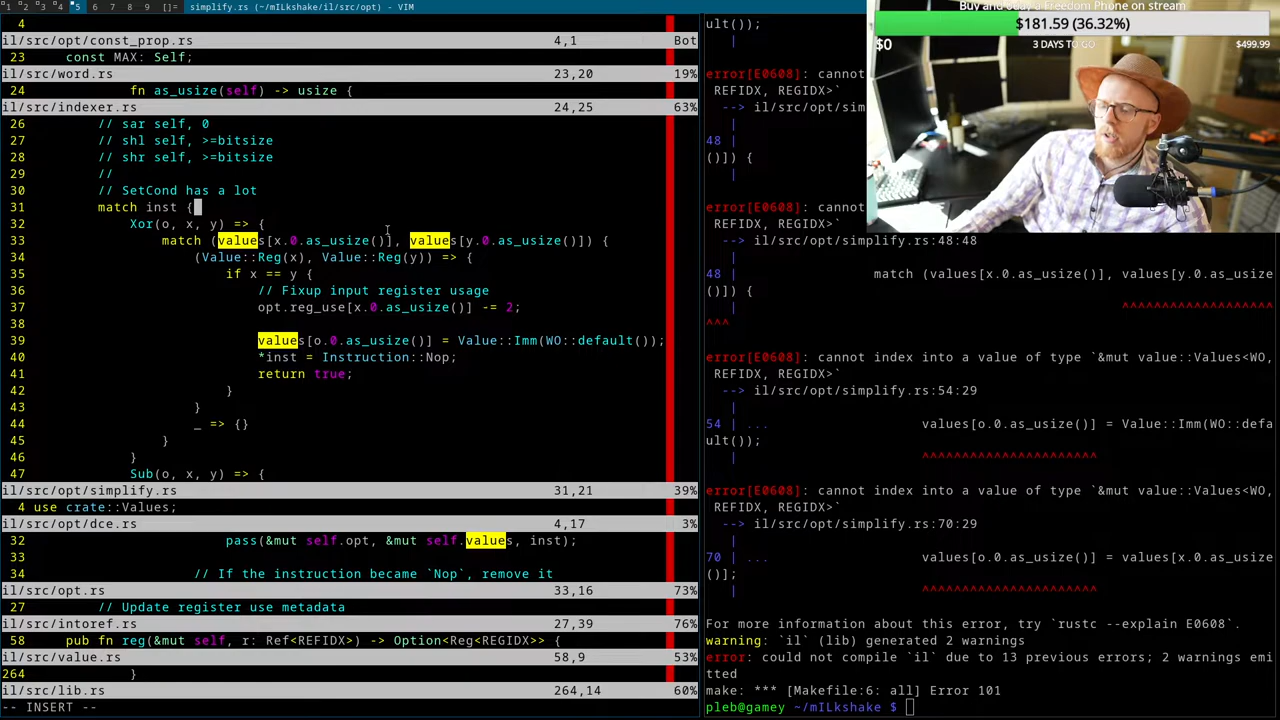 1 2 3 4 5 6 7 8 9 []= simplify.rs (~/mILkshake/il/src/opt) - VIM
4
il/src/opt/const_prop.rs 4,1 Bot
23 const MAX: Self;
il/src/word.rs 23,20 19%
24 fn as_usize(self) -> usize {
il/src/indexer.rs 24,25 63%
26 // sar self, 0
27 // shl self, >=bitsize
28 // shr self, >=bitsize
29 //
30 // SetCond has a lot
31 match inst {
32 Xor(o, x, y) => {
33 match (values[x.0.as_usize()], values[y.0.as_usize()]) {
34 (Value::Reg(x), Value::Reg(y)) => {
35 if x == y {
36 // Fixup input register usage
37 opt.reg_use[x.0.as_usize()] -= 2;
38
39 values[o.0.as_usize()] = Value::Imm(WO::default());
40 *inst = Instruction::Nop;
41 return true;
42 }
43 }
44 _ => {}
45 }
46 }
47 Sub(o, x, y) => {
il/src/opt/simplify.rs 31,21 39%
4 use crate::Values;
il/src/opt/dce.rs 4,17 3%
32 pass(&mut self.opt, &mut self.values, inst);
33
34 // If the instruction became `Nop`, remove it
il/src/opt.rs 33,16 73%
27 // Update register use metadata
il/src/intoref.rs 27,39 76%
58 pub fn reg(&mut self, r: Ref<REFIDX>) -> Option<Reg<REGIDX>> {
il/src/value.rs 58,9 53%
264 }
il/src/lib.rs 264,14 60%
-- INSERT --
ult());
|
error[E0608]: cannot
REFIDX, REGIDX>`
--> il/src/opt/sim
|
48
()]) {
|
error[E0608]: cannot
REFIDX, REGIDX>`
--> il/src/opt/simplify.rs:48:48
|
48 | match (values[x.0.as_usize()], values[y.0.as_usize
()]) {
| ^^^^^^^^^^^^^^^^^^^
^^^
error[E0608]: cannot index into a value of type `&mut value::Values<WO,
REFIDX, REGIDX>`
--> il/src/opt/simplify.rs:54:29
|
54 | ... values[o.0.as_usize()] = Value::Imm(WO::defa
ult());
| ^^^^^^^^^^^^^^^^^^^^^^
error[E0608]: cannot index into a value of type `&mut value::Values<WO,
REFIDX, REGIDX>`
--> il/src/opt/simplify.rs:70:29
|
70 | ... values[o.0.as_usize()] = values[x.0.as_usize
()];
| ^^^^^^^^^^^^^^^^^^^^^^
For more information about this error, try `rustc --explain E0608`.
warning: `il` (lib) generated 2 warnings
error: could not compile `il` due to 13 previous errors; 2 warnings emi
tted
make: *** [Makefile:6: all] Error 101
pleb@gamey ~/mILkshake $
Buy and body a Freedom Phone on stream
$181.59 (36.32%)
$0 3 DAYS TO GO $499.99